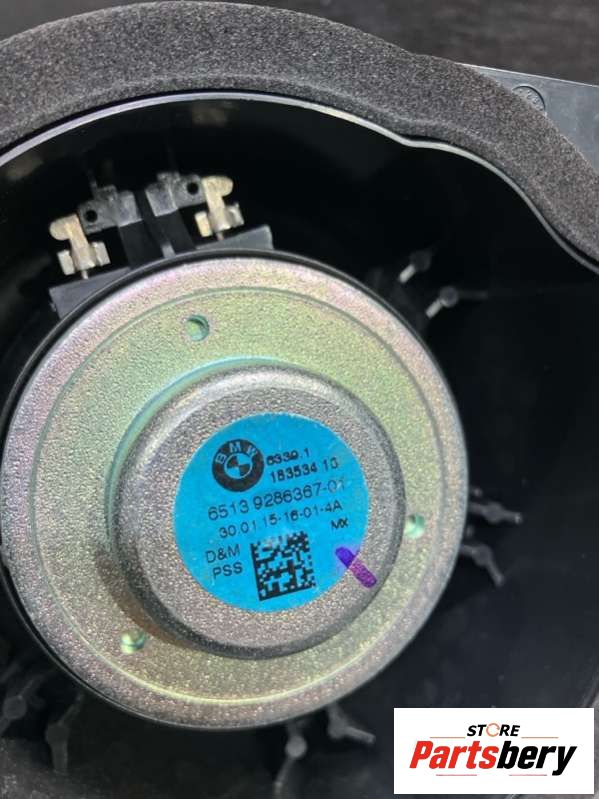 BMW
6339.1
183534 10
6513 9286367-01
30.01.15-16-01-4A
MX
D&M
PSS
STORE
Partsbery